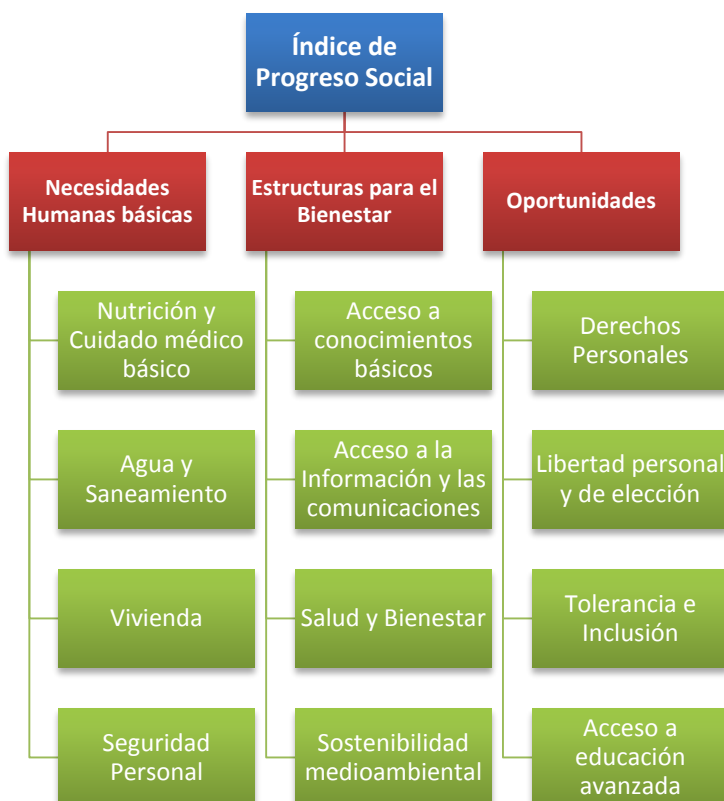 Índice de
Progreso Social
Necesidades
Humanas básicas
Estructuras para el
Bienestar
Oportunidades
Nutrición y
Cuidado médico
básico
Agua y
Saneamiento
Vivienda
Seguridad
Personal
Acceso a
conocimientos
básicos
Acceso a la
Información y las
comunicaciones
Salud y Bienestar
Sostenibilidad
medioambiental
Derechos
Personales
Libertad personal
y de elección
Tolerancia e
Inclusión
Acceso a
educación
avanzada